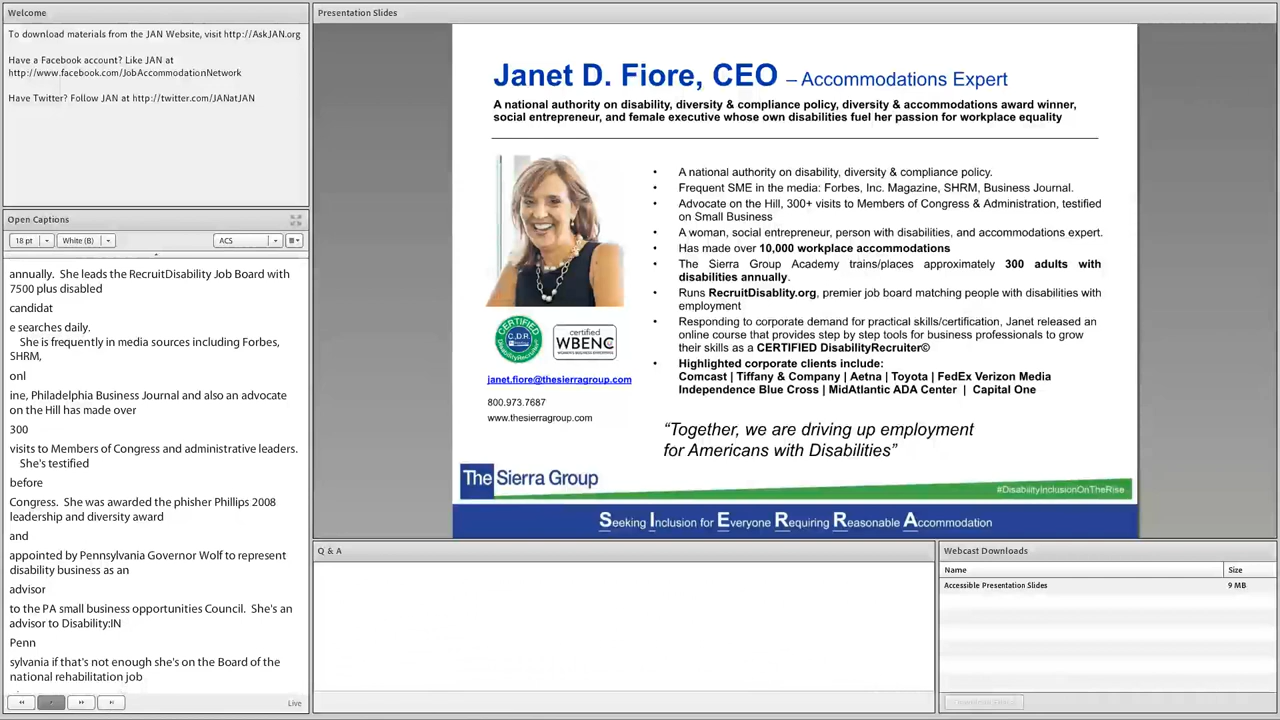 Welcome
To download materials from the JAN Website, visit http://AskJAN.org
Have a Facebook account? Like JAN at
http://www.facebook.com/JobAccommodationNetwork
Have Twitter? Follow JAN at http://twitter.com/JANatJAN
Open Captions
18 pt
White (B)
ACS
annually. She leads the RecruitDisability Job Board with
7500 plus disabled
candidat
e searches daily.
She is frequently in media sources including Forbes,
SHRM,
onl
ine, Philadelphia Business Journal and also an advocate
on the Hill has made over
300
visits to Members of Congress and administrative leaders.
She's testified
before
Congress. She was awarded the phisher Phillips 2008
leadership and diversity award
and
appointed by Pennsylvania Governor Wolf to represent
disability business as an
advisor
to the PA small business opportunities Council. She's an
advisor to Disability:IN
Penn
sylvania if that's not enough she's on the Board of the
national rehabilitation job
Live
Presentation Slides
Janet D. Fiore, CEO – Accommodations Expert
A national authority on disability, diversity & compliance policy, diversity & accommodations award winner,
social entrepreneur, and female executive whose own disabilities fuel her passion for workplace equality
CERTIFIED
C.D.R.
DisabilityRecruiter
certified
WBENC
WOMEN'S BUSINESS ENTERPRISE
janet.fiore@thesierragroup.com
800.973.7687
www.thesierragroup.com
• A national authority on disability, diversity & compliance policy.
• Frequent SME in the media: Forbes, Inc. Magazine, SHRM, Business Journal.
• Advocate on the Hill, 300+ visits to Members of Congress & Administration, testified
on Small Business
• A woman, social entrepreneur, person with disabilities, and accommodations expert.
• Has made over 10,000 workplace accommodations
• The Sierra Group Academy trains/places approximately 300 adults with
disabilities annually.
• Runs RecruitDisablity.org, premier job board matching people with disabilities with
employment
• Responding to corporate demand for practical skills/certification, Janet released an
online course that provides step by step tools for business professionals to grow
their skills as a CERTIFIED DisabilityRecruiter©
• Highlighted corporate clients include:
Comcast | Tiffany & Company | Aetna | Toyota | FedEx Verizon Media
Independence Blue Cross | MidAtlantic ADA Center | Capital One
“Together, we are driving up employment
for Americans with Disabilities”
The Sierra Group
#DisabilityInclusionOnTheRise
Seeking Inclusion for Everyone Requiring Reasonable Accommodation
Q & A
Webcast Downloads
Name Size
Accessible Presentation Slides 9 MB